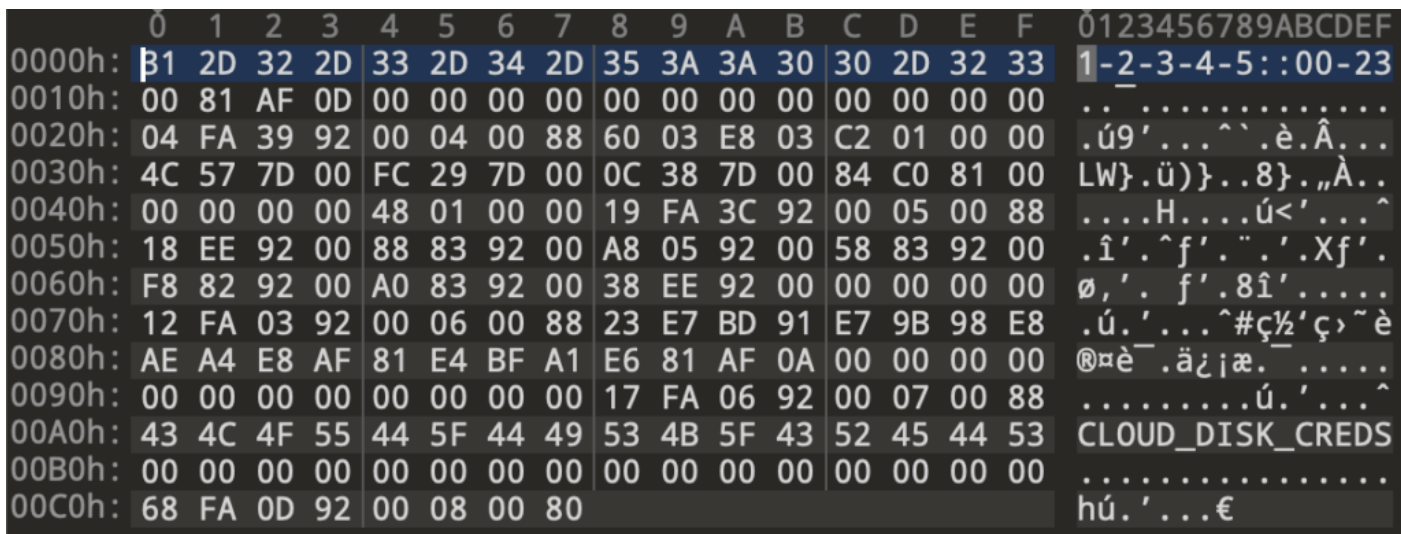 0 1 2 3 4 5 6 7 8 9 A B C D E F 0123456789ABCDEF
0000h: 31 2D 32 2D 33 2D 34 2D 35 3A 3A 30 30 2D 32 33 1-2-3-4-5::00-23
0010h: 00 81 AF 0D 00 00 00 00 00 00 00 00 00 00 00 00 ..¯.............
0020h: 04 FA 39 92 00 04 00 88 60 03 E8 03 C2 01 00 00 .ú9’...ˆ`.è.Â...
0030h: 4C 57 7D 00 FC 29 7D 00 0C 38 7D 00 84 C0 81 00 LW}.ü)}..8}.„À..
0040h: 00 00 00 00 48 01 00 00 19 FA 3C 92 00 05 00 88 ....H....ú<’...ˆ
0050h: 18 EE 92 00 88 83 92 00 A8 05 92 00 58 83 92 00 .î’.ˆƒ’.¨.’.Xƒ’.
0060h: F8 82 92 00 A0 83 92 00 38 EE 92 00 00 00 00 00 ø‚’. ƒ’.8î’.....
0070h: 12 FA 03 92 00 06 00 88 23 E7 BD 91 E7 9B 98 E8 .ú.’...ˆ#ç½‘ç›˜è
0080h: AE A4 E8 AF 81 E4 BF A1 E6 81 AF 0A 00 00 00 00 ®¤è¯.ä¿¡æ.¯.....
0090h: 00 00 00 00 00 00 00 00 17 FA 06 92 00 07 00 88 .........ú.’...ˆ
00A0h: 43 4C 4F 55 44 5F 44 49 53 4B 5F 43 52 45 44 53 CLOUD_DISK_CREDS
00B0h: 00 00 00 00 00 00 00 00 00 00 00 00 00 00 00 00 ................
00C0h: 68 FA 0D 92 00 08 00 80 hú.’...€